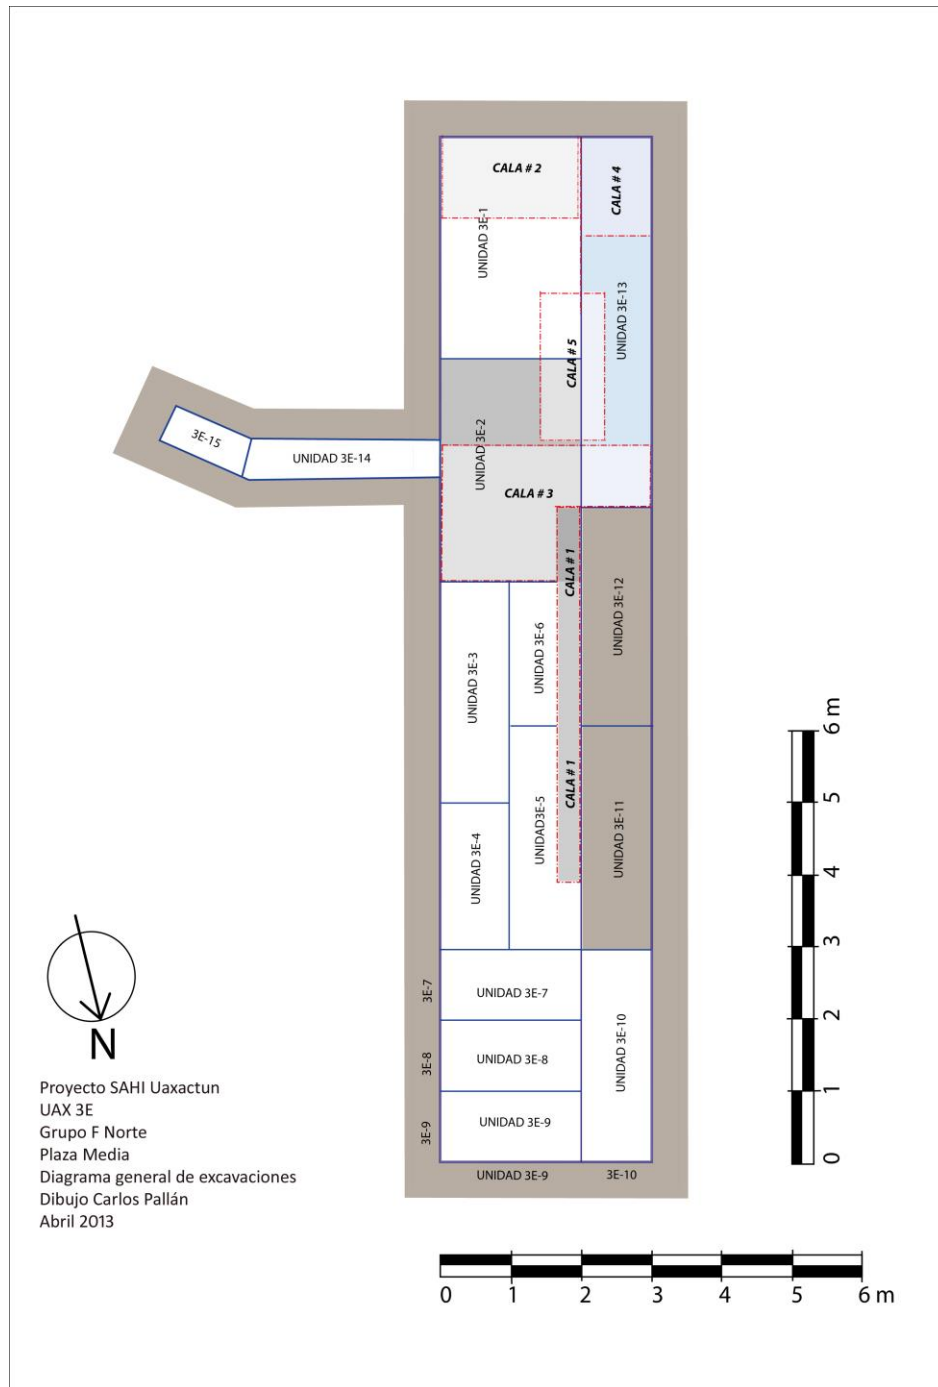 CALA # 2
CALA # 4
UNIDAD 3E-1
UNIDAD 3E-13
CALA # 5
UNIDAD 3E-2
3E-15
UNIDAD 3E-14
CALA # 3
CALA # 1
UNIDAD 3E-12
UNIDAD 3E-6
UNIDAD 3E-3
CALA # 1
UNIDAD3E-5
UNIDAD 3E-11
UNIDAD 3E-4
3E-7
UNIDAD 3E-7
UNIDAD 3E-10
3E-8
UNIDAD 3E-8
3E-9
UNIDAD 3E-9
UNIDAD 3E-9
3E-10
6 m
5
4
3
2
1
0
N
Proyecto SAHI Uaxactun
UAX 3E
Grupo F Norte
Plaza Media
Diagrama general de excavaciones
Dibujo Carlos Pallán
Abril 2013
0 1 2 3 4 5 6 m